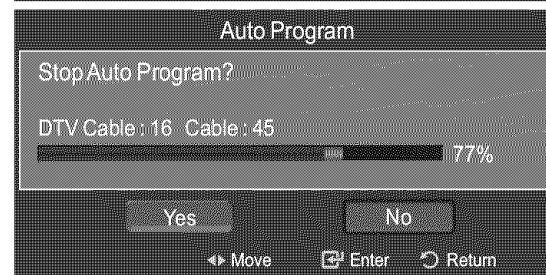 Auto Program
Stop Auto Program?
DTV Cable : 16 Cable : 45
77%
Yes No
Move Enter Return